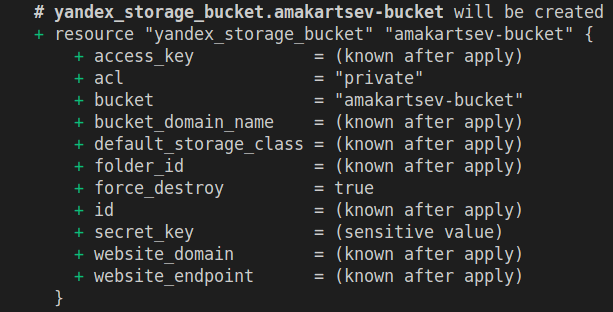 # yandex_storage_bucket.amakartsev-bucket will be created
+ resource "yandex_storage_bucket" "amakartsev-bucket" {
+ access_key = (known after apply)
+ acl = "private"
+ bucket = "amakartsev-bucket"
+ bucket_domain_name = (known after apply)
+ default_storage_class = (known after apply)
+ folder_id = (known after apply)
+ force_destroy = true
+ id = (known after apply)
+ secret_key = (sensitive value)
+ website_domain = (known after apply)
+ website_endpoint = (known after apply)
}